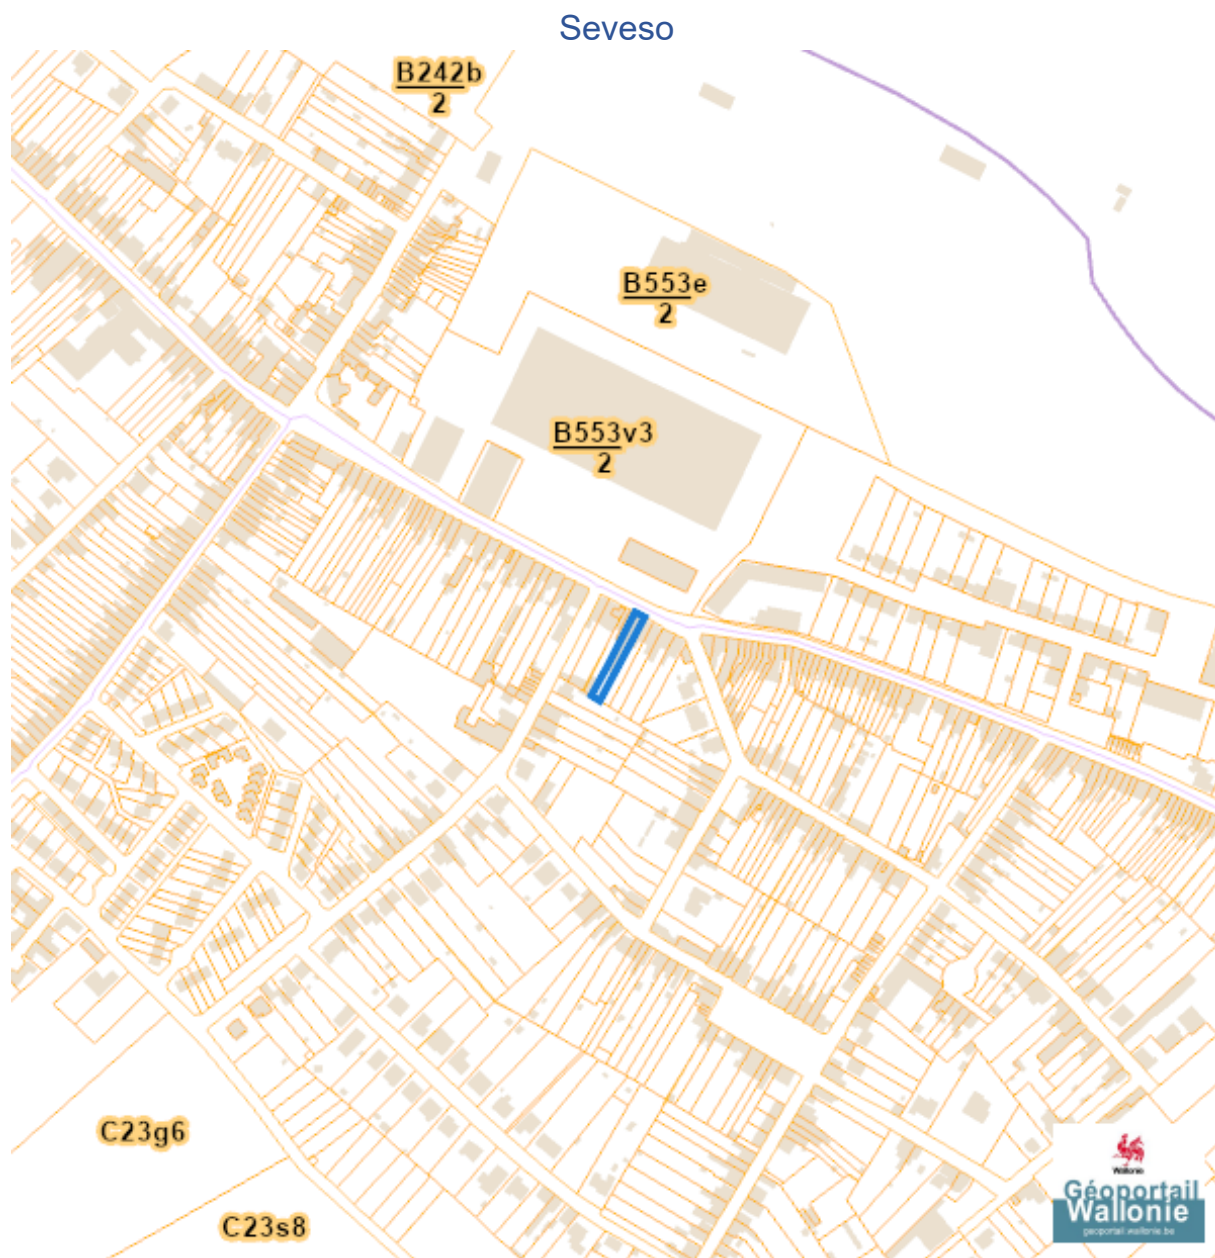 Seveso
B242b
2
B553e
2
B553v3
2
C23g6
C23s8
Wallonie
Géoportail
Wallonie
geoportail.wallonie.be